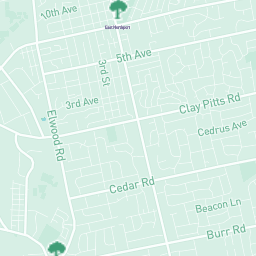 10th Ave
East Northport
5th Ave
3rd St
3rd Ave
Clay Pitts Rd
Elwood Rd
Cedrus Ave
Cedar Rd
Beacon Ln
Burr Rd